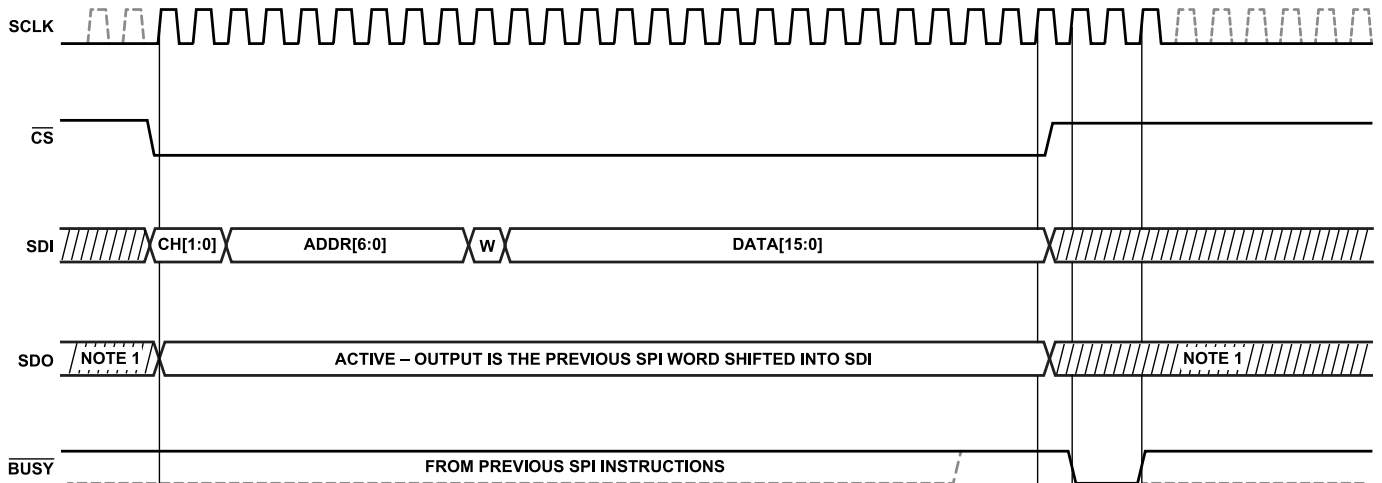 SCLK
CS
SDI
CH[1:0]
ADDR[6:0]
W
DATA[15:0]
SDO
NOTE 1
ACTIVE – OUTPUT IS THE PREVIOUS SPI WORD SHIFTED INTO SDI
NOTE 1
BUSY
FROM PREVIOUS SPI INSTRUCTIONS